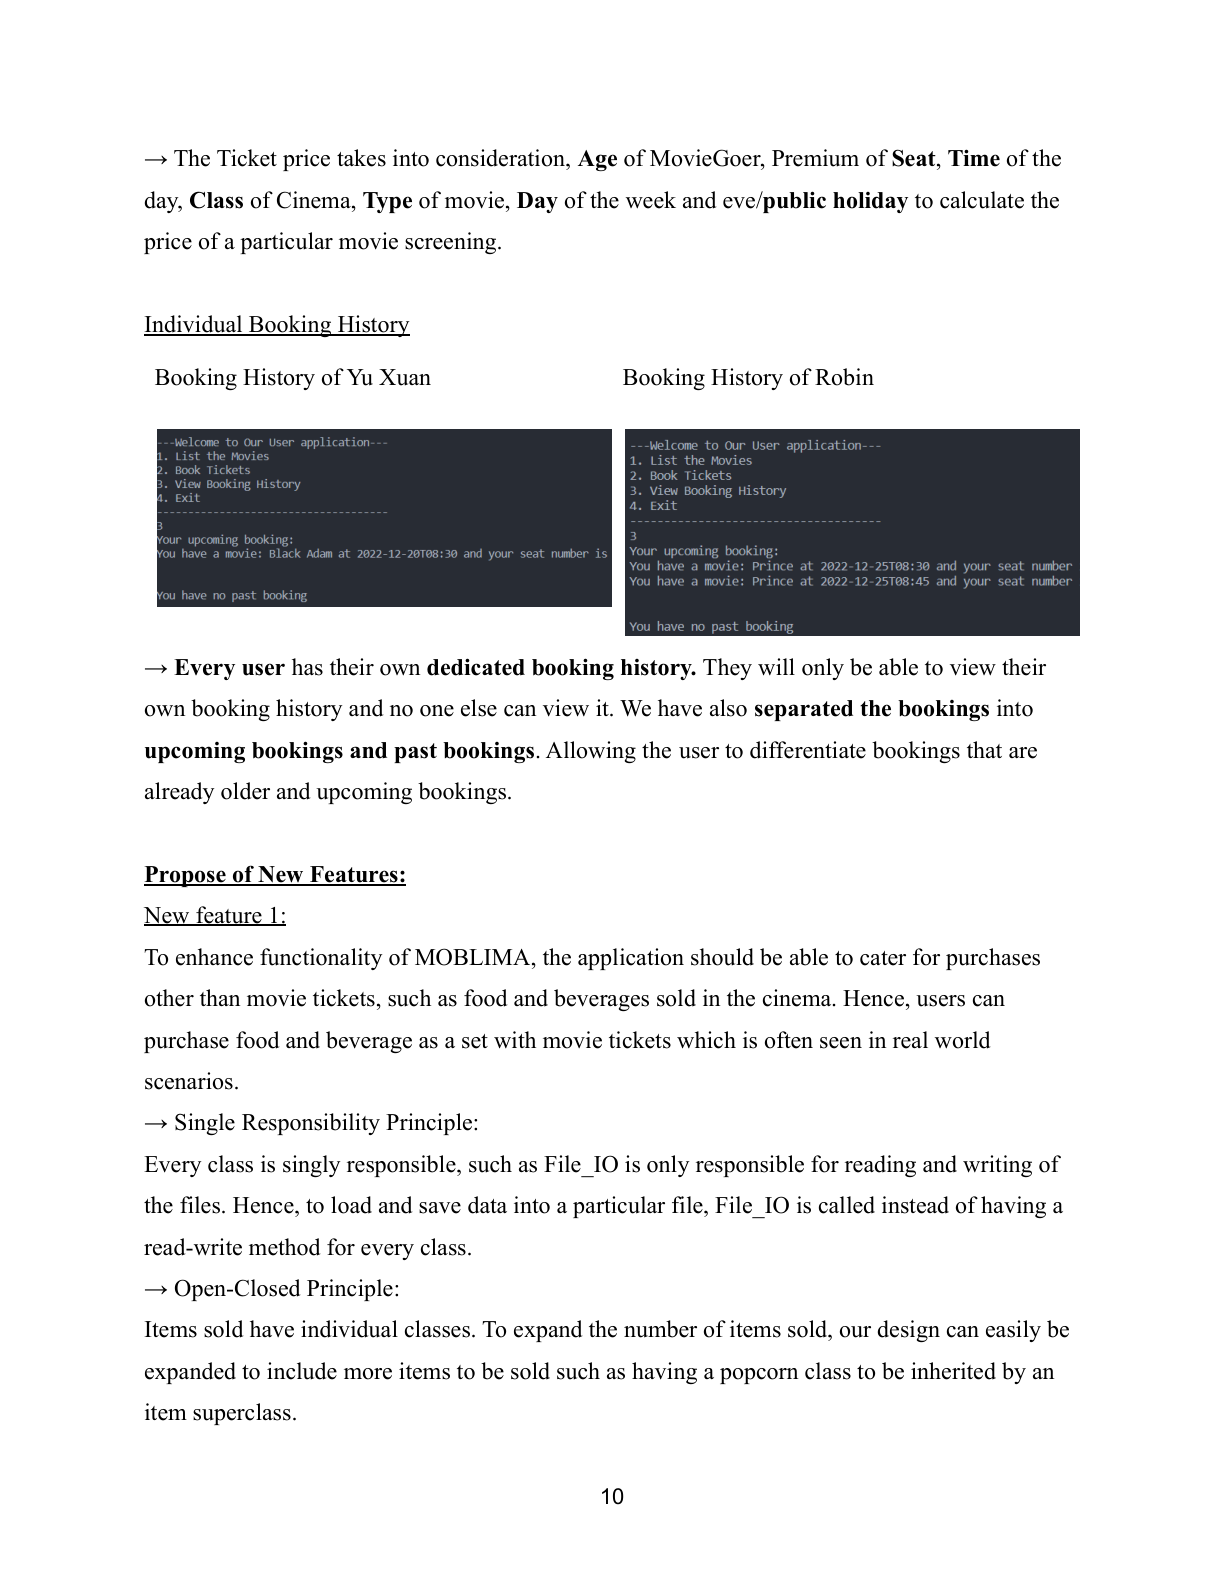 → The Ticket price takes into consideration, Age of MovieGoer, Premium of Seat, Time of the
day, Class of Cinema, Type of movie, Day of the week and eve/public holiday to calculate the
price of a particular movie screening.
Individual Booking History
Booking History of Yu Xuan
---Welcome to Our User application---
1. List the Movies
2. Book Tickets
3. View Booking History
4. Exit
-------------------------------------
3
Your upcoming booking:
You have a movie: Black Adam at 2022-12-20T08:30 and your seat number is
You have no past booking
Booking History of Robin
---Welcome to Our User application---
1. List the Movies
2. Book Tickets
3. View Booking History
4. Exit
-------------------------------------
3
Your upcoming booking:
You have a movie: Prince at 2022-12-25T08:30 and your seat number
You have a movie: Prince at 2022-12-25T08:45 and your seat number
You have no past booking
→ Every user has their own dedicated booking history. They will only be able to view their
own booking history and no one else can view it. We have also separated the bookings into
upcoming bookings and past bookings. Allowing the user to differentiate bookings that are
already older and upcoming bookings.
Propose of New Features:
New feature 1:
To enhance functionality of MOBLIMA, the application should be able to cater for purchases
other than movie tickets, such as food and beverages sold in the cinema. Hence, users can
purchase food and beverage as a set with movie tickets which is often seen in real world
scenarios.
→ Single Responsibility Principle:
Every class is singly responsible, such as File_IO is only responsible for reading and writing of
the files. Hence, to load and save data into a particular file, File_IO is called instead of having a
read-write method for every class.
→ Open-Closed Principle:
Items sold have individual classes. To expand the number of items sold, our design can easily be
expanded to include more items to be sold such as having a popcorn class to be inherited by an
item superclass.
10